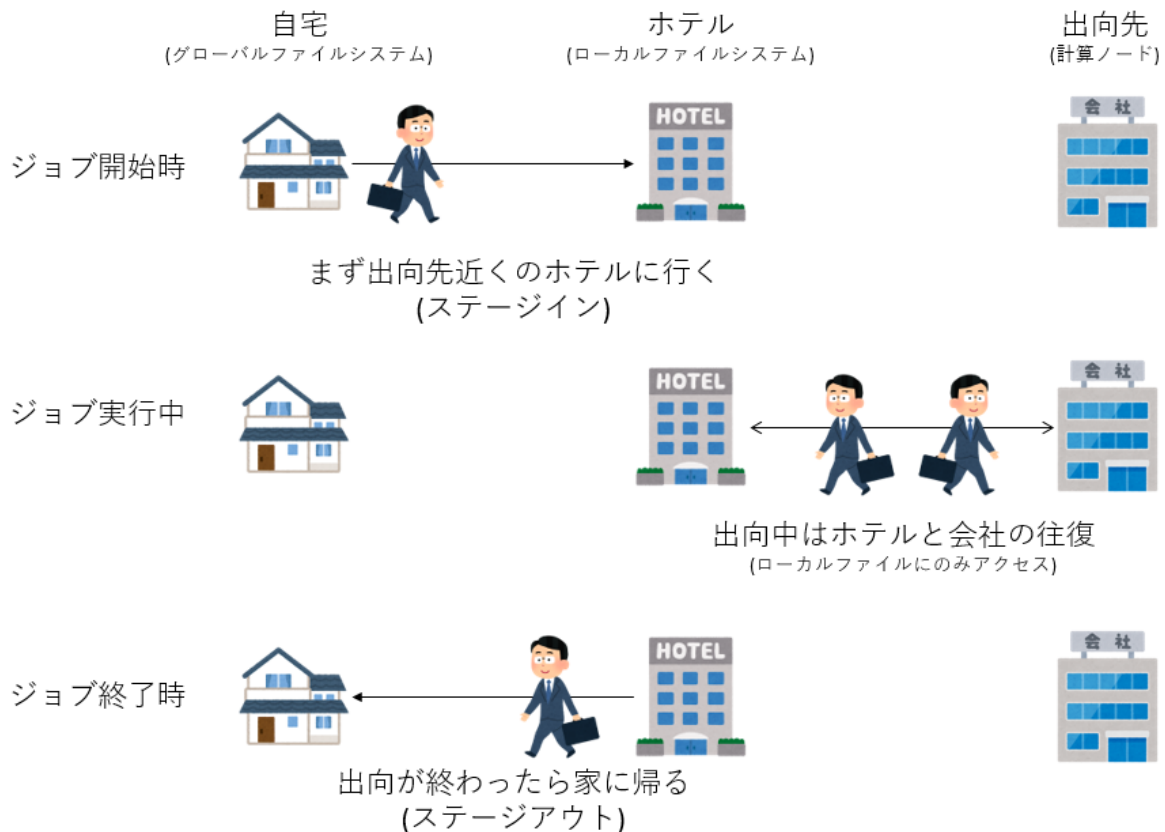 自宅
(グローバルファイルシステム)
ホテル
(ローカルファイルシステム)
出向先
(計算ノード)
ジョブ開始時
HOTEL
会社
まず出向先近くのホテルに行く
(ステージイン)
ジョブ実行中
HOTEL
会社
出向中はホテルと会社の往復
(ローカルファイルにのみアクセス)
ジョブ終了時
HOTEL
会社
出向が終わったら家に帰る
(ステージアウト)